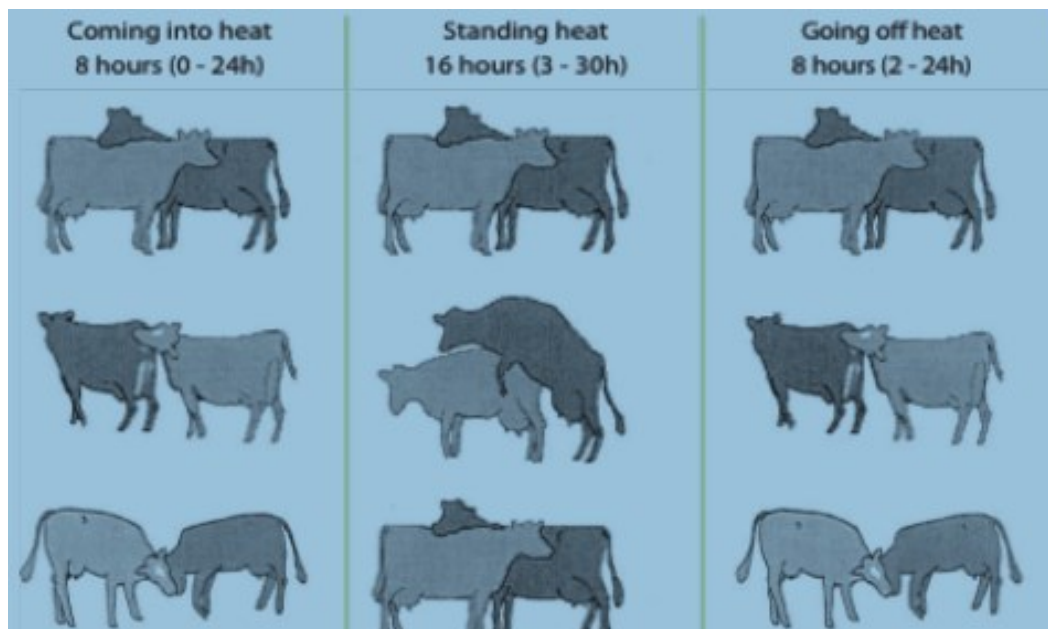 Coming into heat
8 hours (0 - 24h)
Standing heat
16 hours (3 - 30h)
Going off heat
8 hours (2 - 24h)